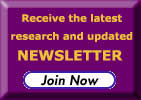 Receive the latest
research and updated
NEWSLETTER
Join Now